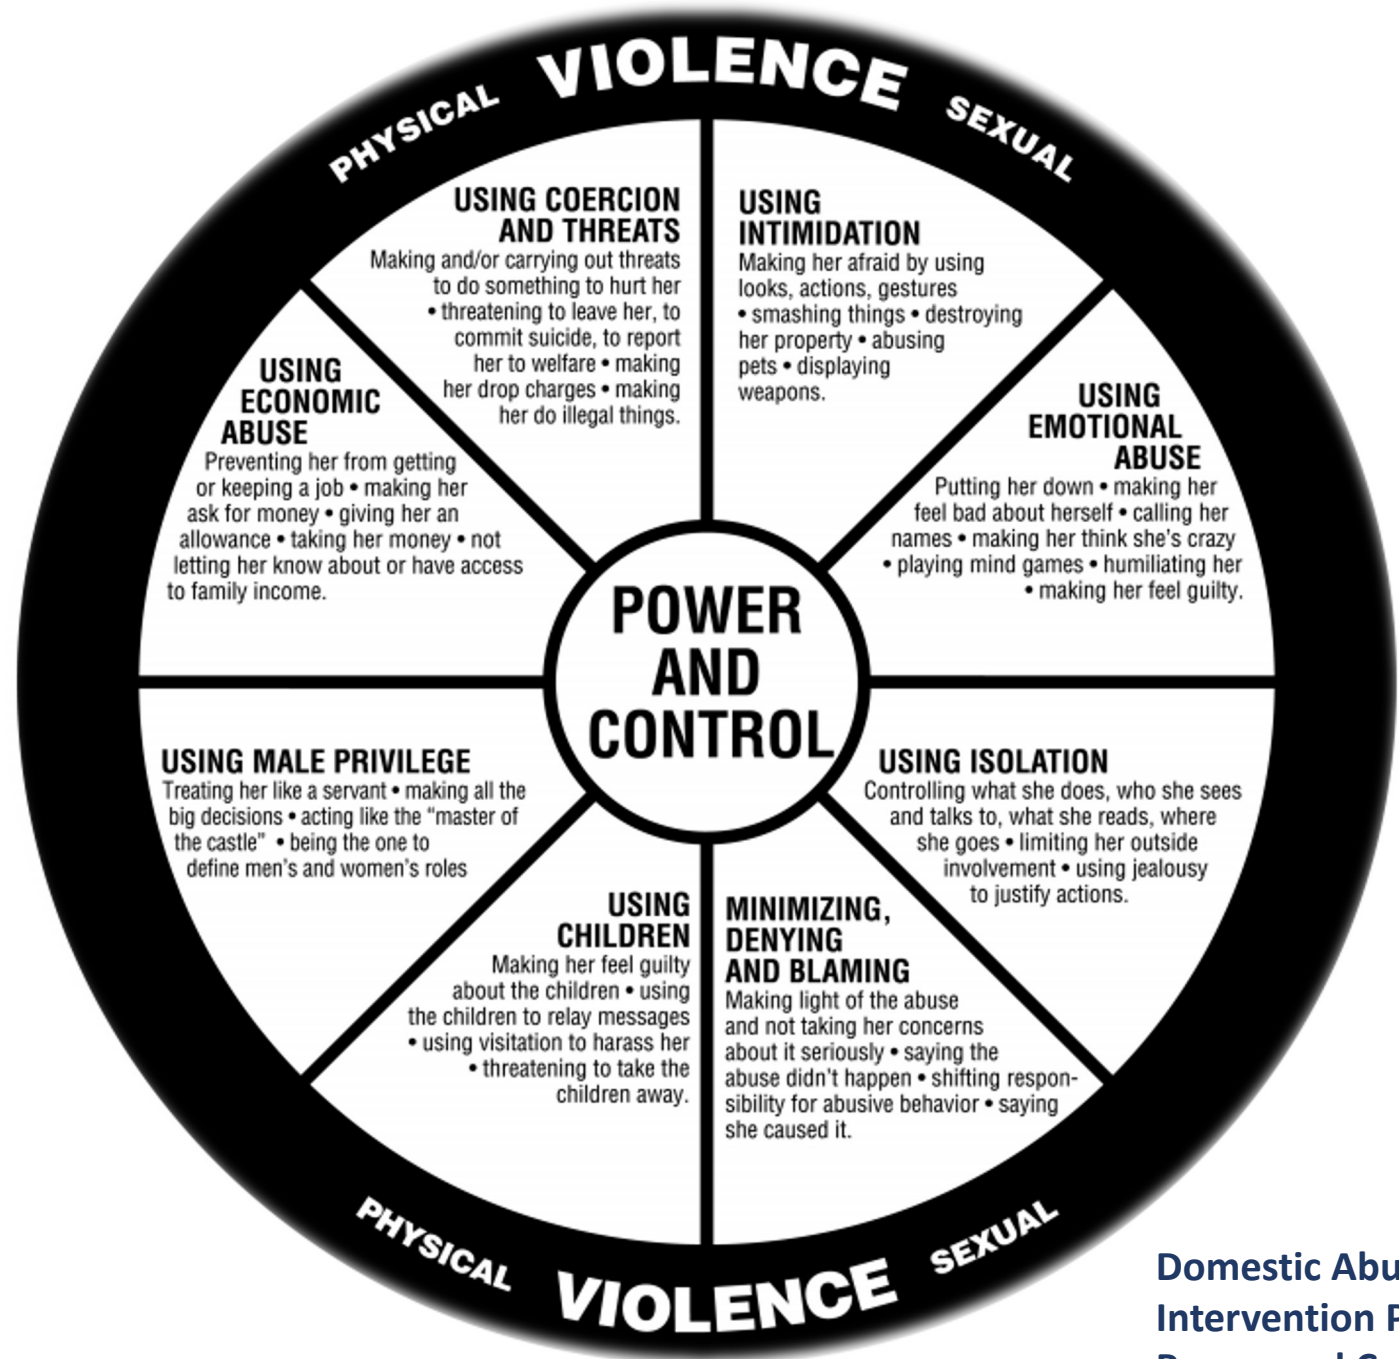 PHYSICAL VIOLENCE SEXUAL
USING COERCION
AND THREATS
Making and/or carrying out threats
to do something to hurt her
• threatening to leave her, to
commit suicide, to report
her to welfare • making
her drop charges • making
her do illegal things.
USING
INTIMIDATION
Making her afraid by using
looks, actions, gestures
• smashing things • destroying
her property • abusing
pets • displaying
weapons.
USING
ECONOMIC
ABUSE
Preventing her from getting
or keeping a job • making her
ask for money • giving her an
allowance • taking her money • not
letting her know about or have access
to family income.
USING
EMOTIONAL
ABUSE
Putting her down • making her
feel bad about herself • calling her
names • making her think she's crazy
• playing mind games • humiliating her
• making her feel guilty.
POWER
AND
CONTROL
USING MALE PRIVILEGE
Treating her like a servant • making all the
big decisions • acting like the “master of
the castle” • being the one to
define men's and women's roles
USING ISOLATION
Controlling what she does, who she sees
and talks to, what she reads, where
she goes • limiting her outside
involvement • using jealousy
to justify actions.
USING
CHILDREN
Making her feel guilty
about the children • using
the children to relay messages
• using visitation to harass her
• threatening to take the
children away.
MINIMIZING,
DENYING
AND BLAMING
Making light of the abuse
and not taking her concerns
about it seriously • saying the
abuse didn't happen • shifting respon-
sibility for abusive behavior • saying
she caused it.
PHYSICAL VIOLENCE SEXUAL
Domestic Abu
Intervention P